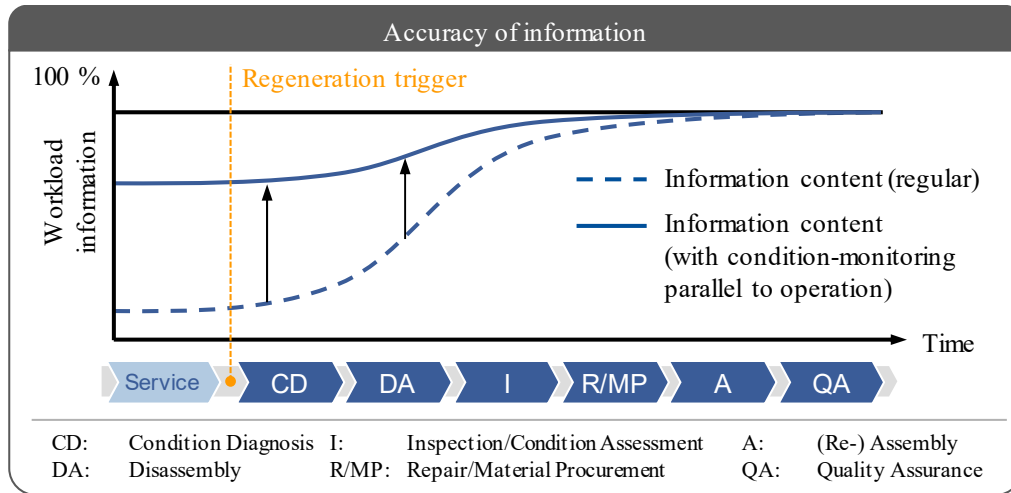 Accuracy of information
100 %
Regeneration trigger
Workload
information
Information content (regular)
Information content
(with condition-monitoring
parallel to operation)
Time
Service CD DA I R/MP A QA
CD: Condition Diagnosis I: Inspection/Condition Assessment A: (Re-) Assembly
DA: Disassembly R/MP: Repair/Material Procurement QA: Quality Assurance